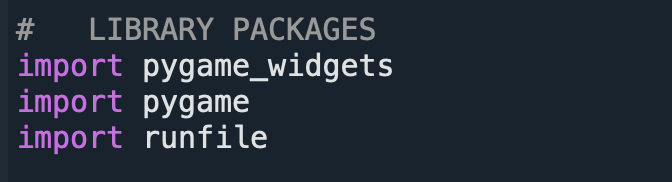 #   LIBRARY PACKAGES
import pygame_widgets
import pygame
import runfile